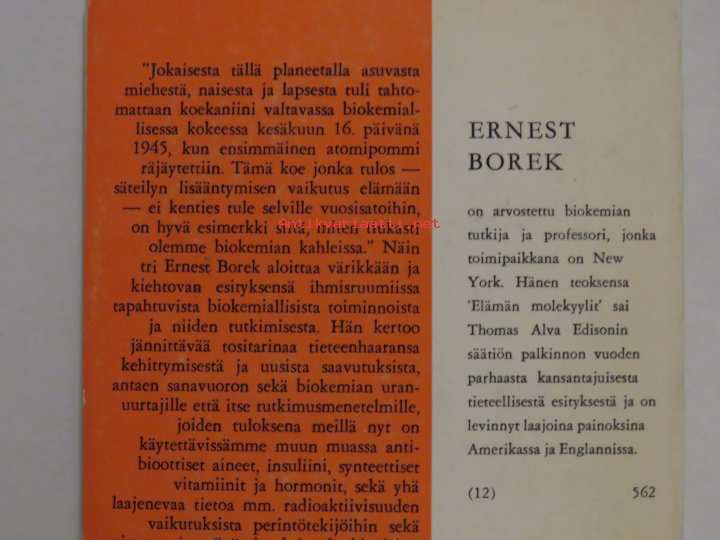 "Jokaisesta tällä planeetalla asuvasta
miehestä, naisesta ja lapsesta tuli tahto-
mattaan koekaniini valtavassa biokemial-
lisessa kokeessa kesäkuun 16. päivänä
1945, kun ensimmäinen atomipommi
räjäytettiin. Tämä koe jonka tulos —
säteilyn lisääntymisen vaikutus elämään
— ei kenties tule selville vuosisatoihin,
on hyvä esimerkki siitä, miten tiukasti
olemme biokemian kahleissa." Näin
tri Ernest Borek aloittaa värikkään ja
kiehtovan esityksensä ihmisruumiissa
tapahtuvista biokemiallisista toiminnoista
ja niiden tutkimisesta. Hän kertoo
jännittävää tositarinaa tieteenhaaransa
kehittymisestä ja uusista saavutuksista,
antaen sanavuoron sekä biokemian uran-
uurtajille että itse tutkimusmenetelmille,
joiden tuloksena meillä nyt on
käytettävissämme muun muassa anti-
bioottiset aineet, insuliini, synteettiset
vitamiinit ja hormonit, sekä yhä
laajenevaa tietoa mm. radioaktiivisuuden
vaikutuksista perintötekijöihin sekä
ERNEST
BOREK
on arvostettu biokemian
tutkija ja professori, jonka
toimipaikkana on New
York. Hänen teoksensa
'Elämän molekyylit' sai
Thomas Alva Edisonin
säätiön palkinnon vuoden
parhaasta kansantajuisesta
tieteellisestä esityksestä ja on
levinnyt laajoina painoksina
Amerikassa ja Englannissa.
(12) 562